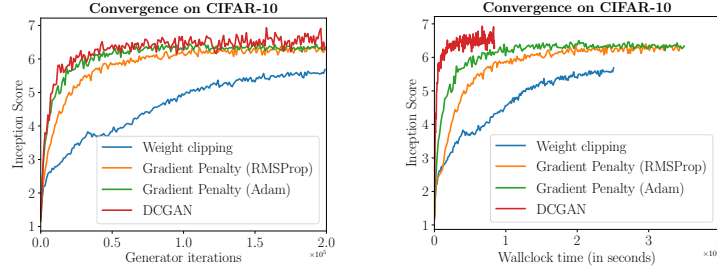 Convergence on CIFAR-10
Inception Score
7
6
5
4
3
2
1
Weight clipping
Gradient Penalty (RMSProp)
Gradient Penalty (Adam)
DCGAN
0.0
0.5
1.0
1.5
2.0
×10⁵
Generator iterations
Convergence on CIFAR-10
Inception Score
7
6
5
4
3
2
1
Weight clipping
Gradient Penalty (RMSProp)
Gradient Penalty (Adam)
DCGAN
0
1
2
3
×10
Wallclock time (in seconds)